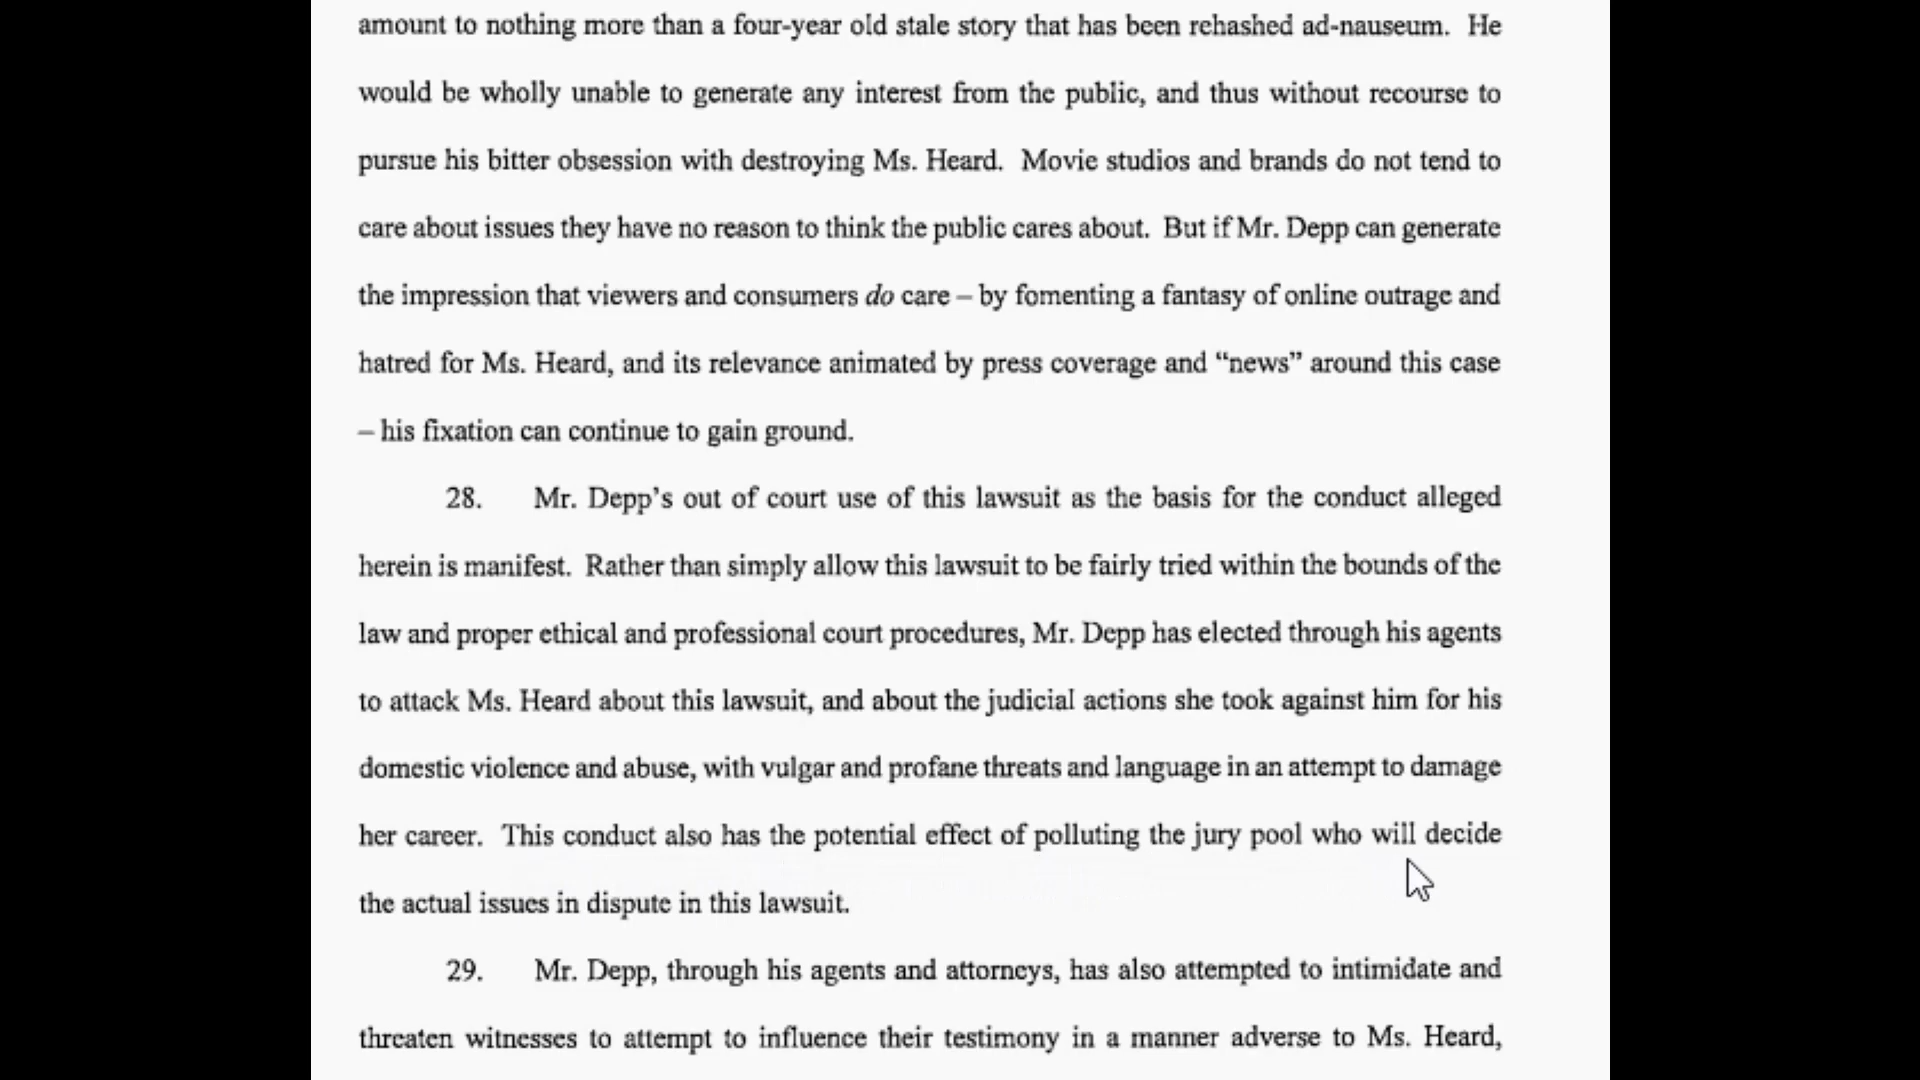 amount to nothing more than a four-year old stale story that has been rehashed ad-nauseum. He
would be wholly unable to generate any interest from the public, and thus without recourse to
pursue his bitter obsession with destroying Ms. Heard. Movie studios and brands do not tend to
care about issues they have no reason to think the public cares about. But if Mr. Depp can generate
the impression that viewers and consumers do care – by fomenting a fantasy of online outrage and
hatred for Ms. Heard, and its relevance animated by press coverage and “news” around this case
– his fixation can continue to gain ground.
28. Mr. Depp’s out of court use of this lawsuit as the basis for the conduct alleged
herein is manifest. Rather than simply allow this lawsuit to be fairly tried within the bounds of the
law and proper ethical and professional court procedures, Mr. Depp has elected through his agents
to attack Ms. Heard about this lawsuit, and about the judicial actions she took against him for his
domestic violence and abuse, with vulgar and profane threats and language in an attempt to damage
her career. This conduct also has the potential effect of polluting the jury pool who will decide
the actual issues in dispute in this lawsuit.
29. Mr. Depp, through his agents and attorneys, has also attempted to intimidate and
threaten witnesses to attempt to influence their testimony in a manner adverse to Ms. Heard,